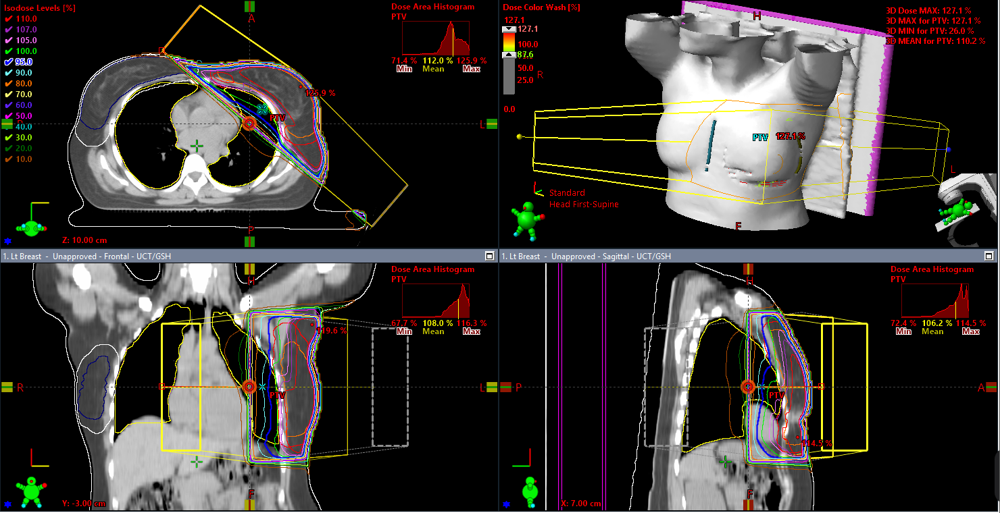 Isodose Levels [%]
110.0
107.0
105.0
100.0
95.0
90.0
80.0
70.0
60.0
50.0
40.0
30.0
20.0
10.0
A
R
L
P
Dose Area Histogram
PTV
71.4 % 112.0 % 125.9 %
Min Mean Max
125.9 %
PTV
Z: 10.00 cm
Dose Color Wash [%]
127.1
127.1
100.0
87.6
50.0
25.0
0.0
H
R
L
F
3D Dose MAX: 127.1 %
3D MAX for PTV: 127.1 %
3D MIN for PTV: 26.0 %
3D MEAN for PTV: 110.2 %
PTV 127.1 %
Standard
Head First-Supine
1. Lt Breast - Unapproved - Frontal - UCT/GSH
H
R
L
F
Dose Area Histogram
PTV
67.7 % 108.0 % 116.3 %
Min Mean Max
119.6 %
PTV
Y: -3.00 cm
1. Lt Breast - Unapproved - Sagittal - UCT/GSH
H
P
A
F
Dose Area Histogram
PTV
72.4 % 106.2 % 114.5 %
Min Mean Max
PTV
114.5 %
X: 7.00 cm